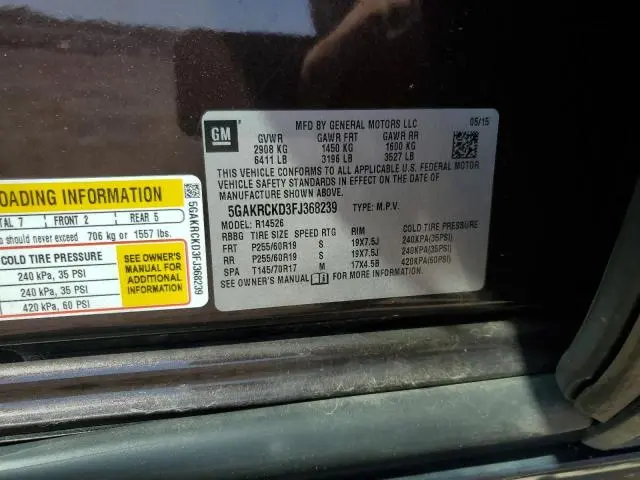 GM
MFD BY GENERAL MOTORS LLC
05/15
GVWR GAWR FRT GAWR RR
2908 KG 1450 KG 1600 KG
6411 LB 3196 LB 3527 LB
THIS VEHICLE CONFORMS TO ALL APPLICABLE U.S. FEDERAL MOTOR
VEHICLE SAFETY STANDARDS IN EFFECT ON THE DATE OF
MANUFACTURE SHOWN ABOVE.
5GAKRCKD3FJ368239 TYPE: M.P.V.
MODEL: R14526
RBBG TIRE SIZE SPEED RTG RIM COLD TIRE PRESSURE
FRT P255/60R19 S 19X7.5J 240KPA(35PSI)
RR P255/60R19 S 19X7.5J 240KPA(35PSI)
SPA T145/70R17 M 17X4.5B 420KPA(60PSI)
SEE OWNER'S MANUAL FOR MORE INFORMATION.
OADING INFORMATION
TAL 7 FRONT 2 REAR 5
should never exceed 706 kg or 1557 lbs.
COLD TIRE PRESSURE
240 kPa, 35 PSI
240 kPa, 35 PSI
420 kPa, 60 PSI
SEE OWNER'S
MANUAL FOR
ADDITIONAL
INFORMATION
5GAKRCKD3FJ368239